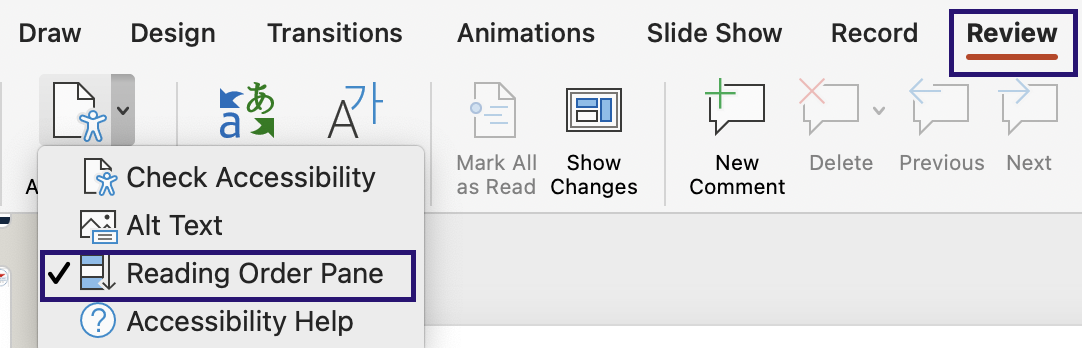 Draw Design Transitions Animations Slide Show Record Review
あ
a
A가
Mark All as Read
Show Changes
New Comment
Delete
Previous
Next
A
Check Accessibility
Alt Text
Reading Order Pane
Accessibility Help